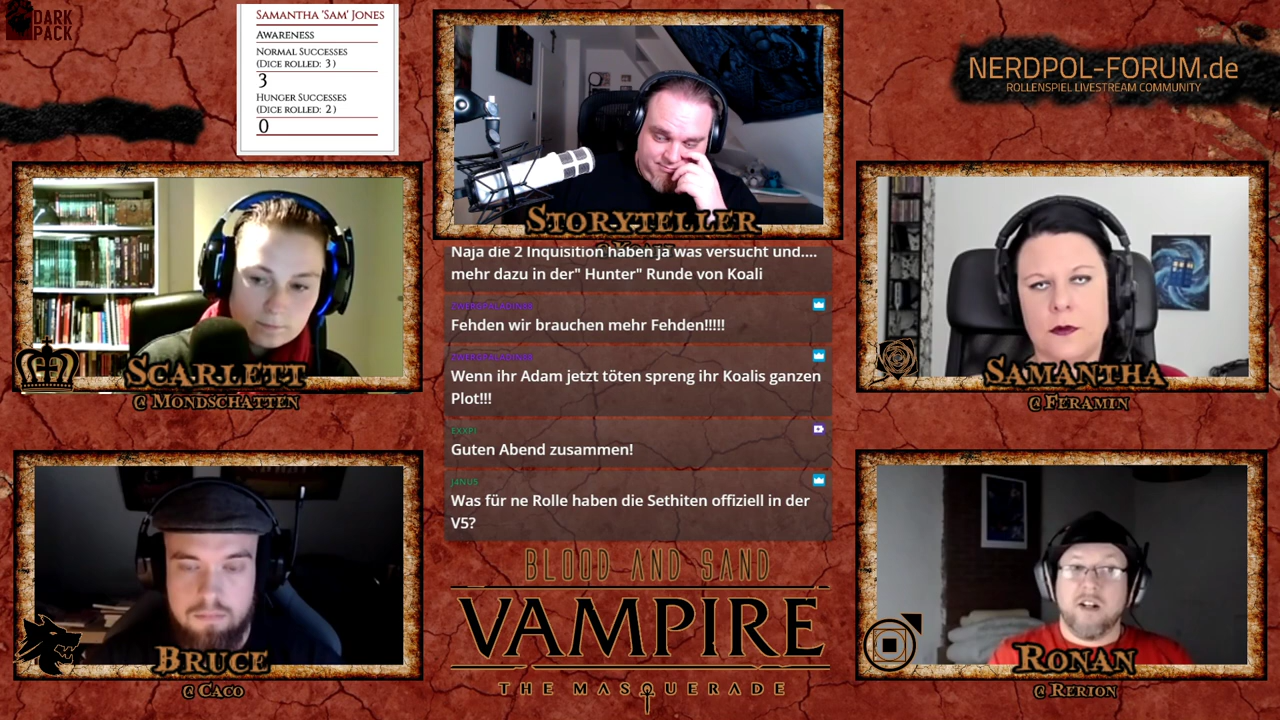 DARK
PACK
SAMANTHA 'SAM' JONES
AWARENESS
NORMAL SUCCESSES
(DICE ROLLED: 3)
3
HUNGER SUCCESSES
(DICE ROLLED: 2)
0
STORYTELLER
NERDPOL-FORUM.de
ROLLENSPIEL LIVESTREAM COMMUNITY
SCARLETT
@ MONDSCHATTEN
Naja die 2 Inquisition haben ja was versucht und....
mehr dazu in der" Hunter" Runde von Koali
Fehden wir brauchen mehr Fehden!!!!!
Wenn ihr Adam jetzt töten spreng ihr Koalis ganzen
Plot!!!
EXXPI
Guten Abend zusammen!
J4NUS
Was für ne Rolle haben die Sethiten offiziell in der
V5?
SAMANTHA
@ FERAMIN
BRUCE
@ CACO
BLOOD AND SAND
VAMPIRE
THE MASQUERADE
RONAN
@ RERION